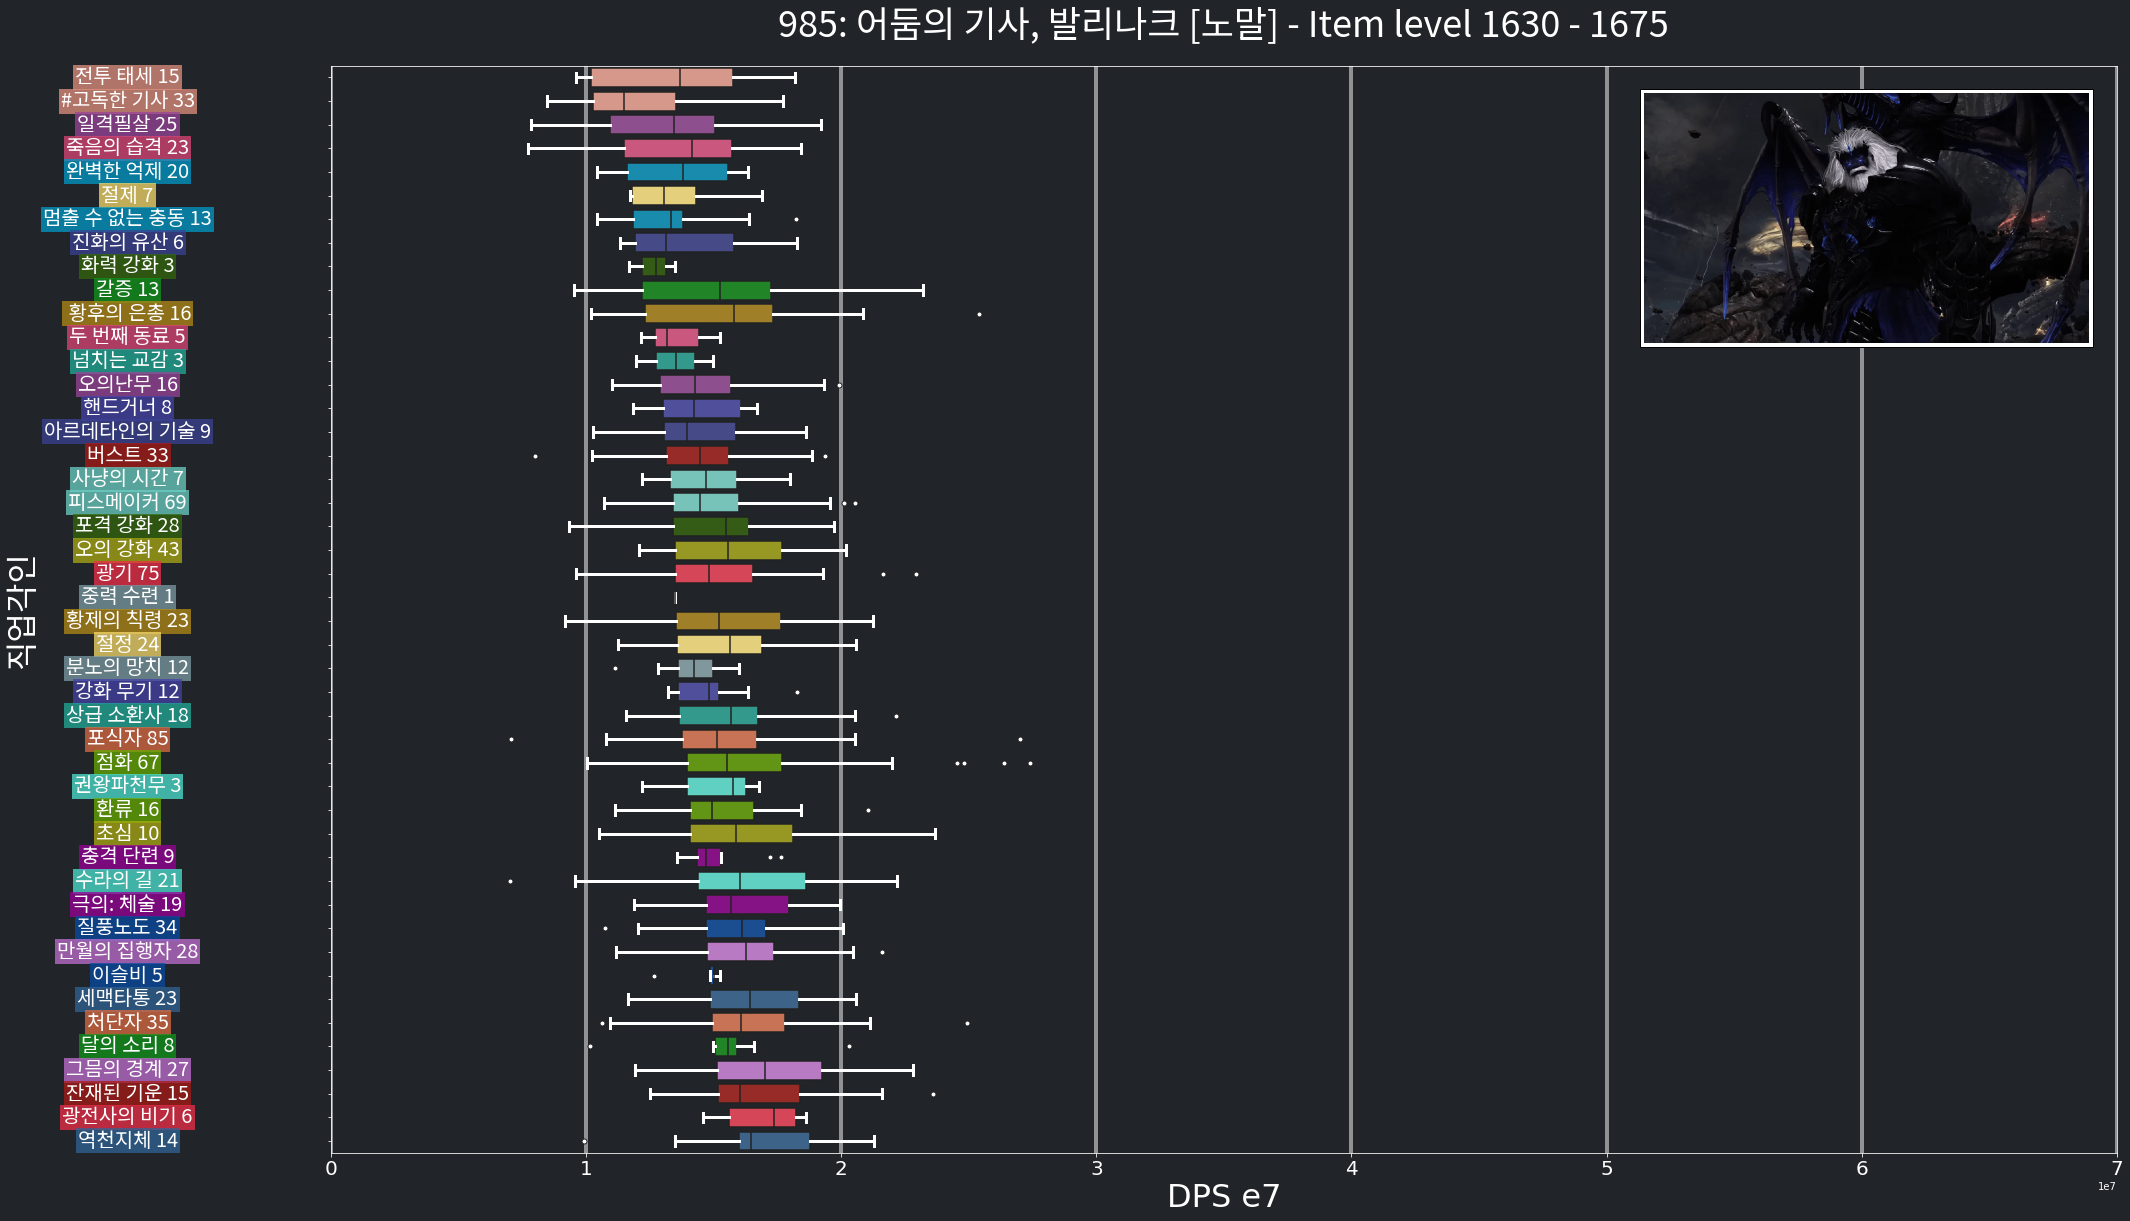 985: 어둠의 기사, 발리나크 [노말] - Item level 1630 - 1675
직업각인
전투 태세 15
#고독한 기사 33
일격필살 25
죽음의 습격 23
완벽한 억제 20
절제 7
멈출 수 없는 충동 13
진화의 유산 6
화력 강화 3
갈증 13
황후의 은총 16
두 번째 동료 5
넘치는 교감 3
오의난무 16
핸드거너 8
아르데타인의 기술 9
버스트 33
사냥의 시간 7
피스메이커 69
포격 강화 28
오의 강화 43
광기 75
중력 수련 1
황제의 칙령 23
절정 24
분노의 망치 12
강화 무기 12
상급 소환사 18
포식자 85
점화 67
권왕파천무 3
환류 16
초심 10
충격 단련 9
수라의 길 21
극의: 체술 19
질풍노도 34
만월의 집행자 28
이슬비 5
세맥타통 23
처단자 35
달의 소리 8
그믐의 경계 27
잔재된 기운 15
광전사의 비기 6
역천지체 14
0 1 2 3 4 5 6 7
1e7
DPS e7